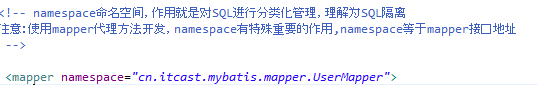 <!-- namespace命名空间,作用就是对SQL进行分类化管理,理解为SQL隔离
注意:使用mapper代理方法开发,namespace有特殊重要的作用,namespace等于mapper接口地址
-->
<mapper namespace="cn.itcast.mybatis.mapper.UserMapper">